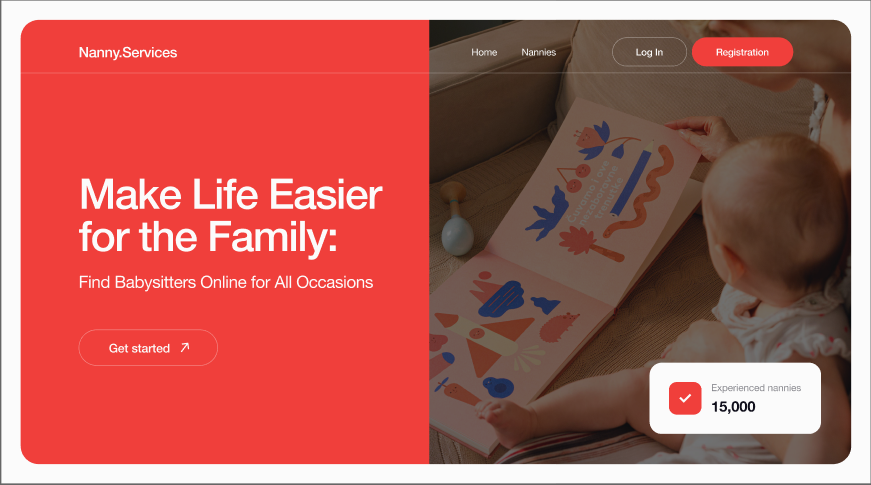 Nanny.Services
Home
Nannies
Log In
Registration
Make Life Easier
for the Family:
Find Babysitters Online for All Occasions
Get started
Experienced nannies
15,000